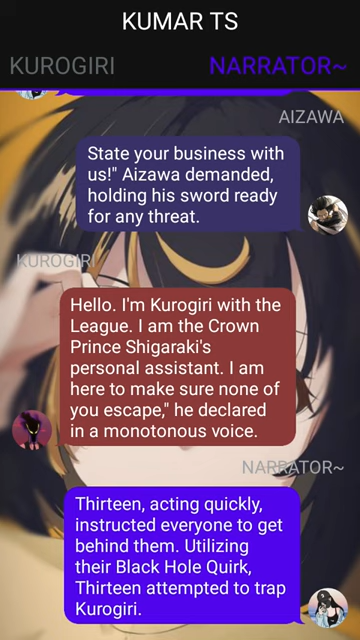 KUMAR TS
KUROGIRI
NARRATOR~
AIZAWA
State your business with
us!" Aizawa demanded,
holding his sword ready
for any threat.
KUROGIRI
Hello. I'm Kurogiri with the
League. I am the Crown
Prince Shigaraki's
personal assistant. I am
here to make sure none of
you escape," he declared
in a monotonous voice.
NARRATOR~
Thirteen, acting quickly,
instructed everyone to get
behind them. Utilizing
their Black Hole Quirk,
Thirteen attempted to trap
Kurogiri.